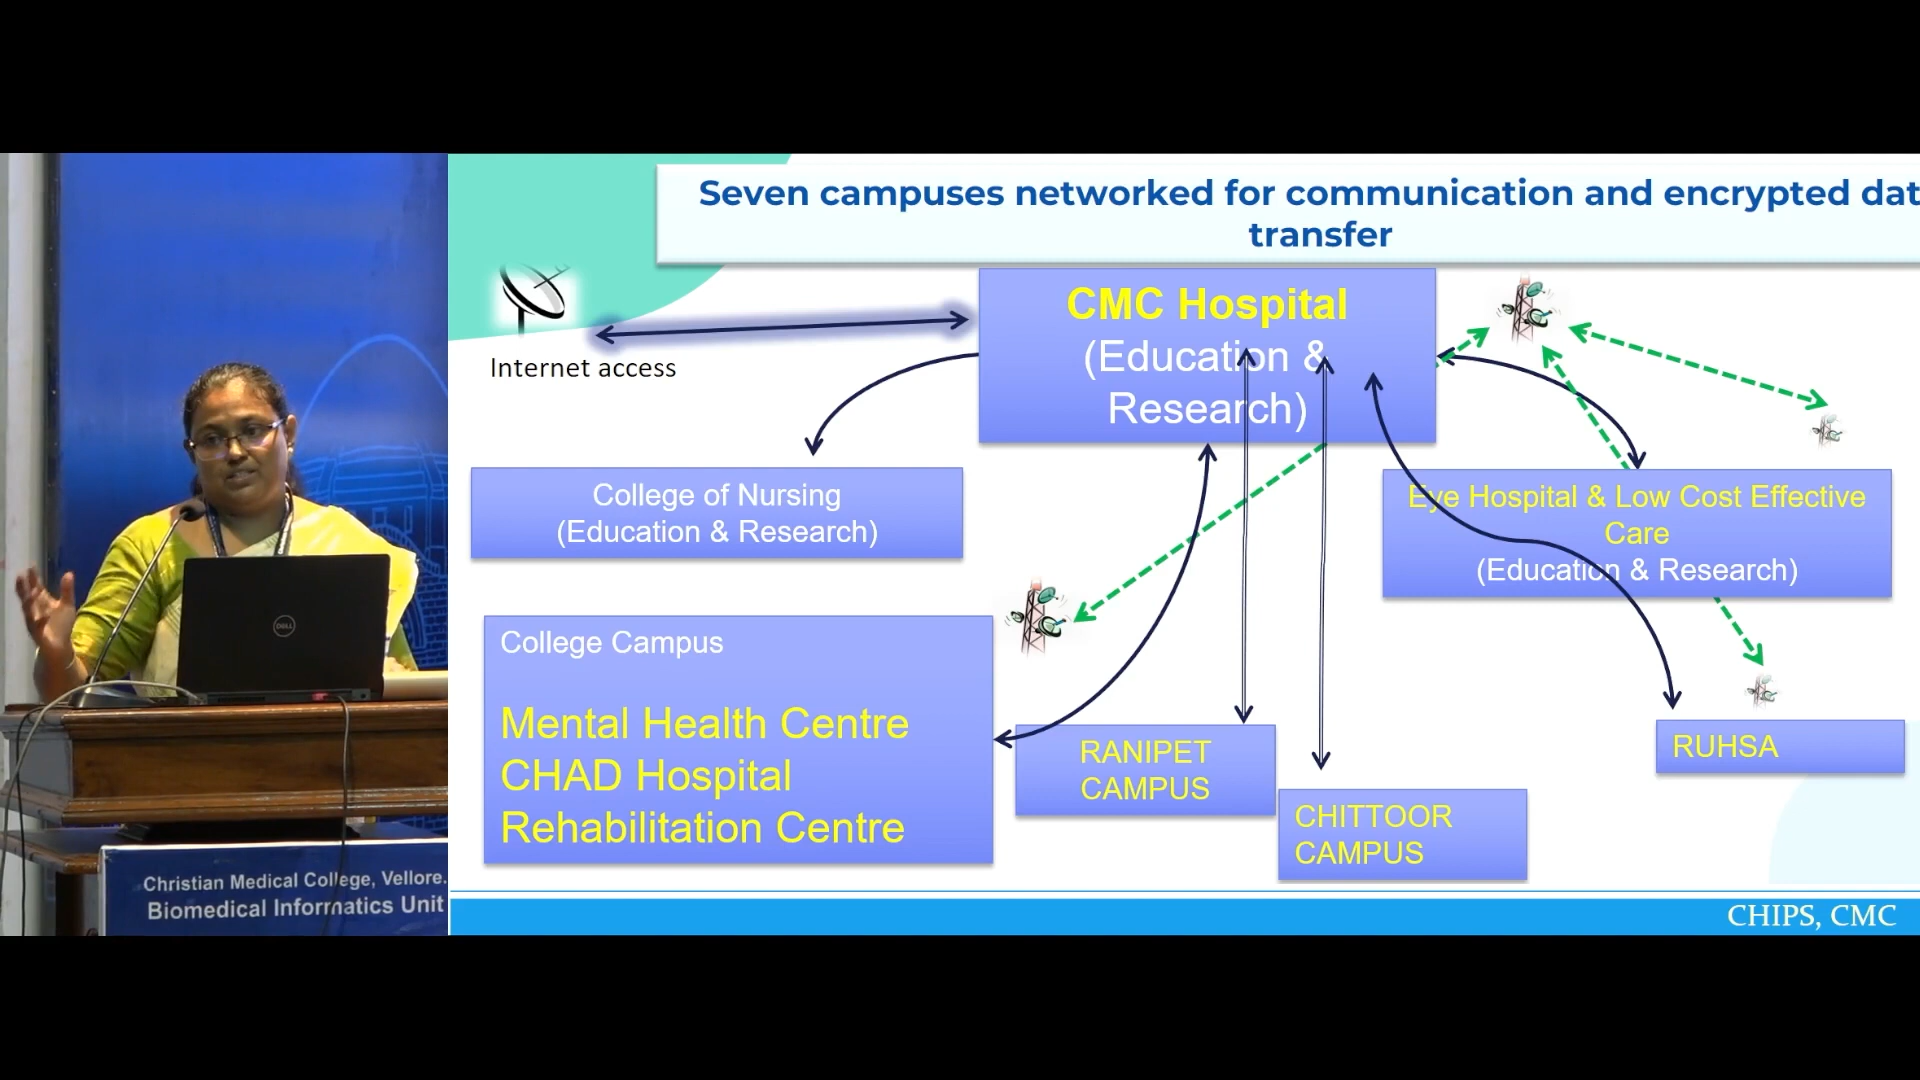 Seven campuses networked for communication and encrypted dat
transfer
CMC Hospital
(Education &
Research)
Internet access
College of Nursing
(Education & Research)
Eye Hospital & Low Cost Effective
Care
(Education & Research)
College Campus
Mental Health Centre
CHAD Hospital
Rehabilitation Centre
RANIPET
CAMPUS
CHITTOOR
CAMPUS
RUHSA
DELL
Christian Medical College, Vellore.
Biomedical Informatics Unit
CHIPS, CMC